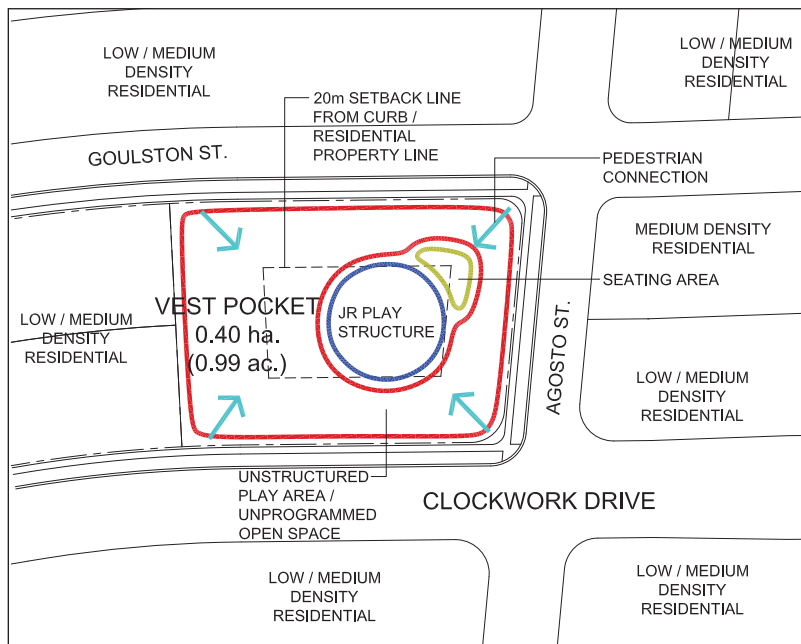 LOW / MEDIUM
DENSITY
RESIDENTIAL
LOW / MEDIUM
DENSITY
RESIDENTIAL
20m SETBACK LINE
FROM CURB /
RESIDENTIAL
PROPERTY LINE
GOULSTON ST.
PEDESTRIAN
CONNECTION
MEDIUM DENSITY
RESIDENTIAL
SEATING AREA
VEST POCKET
0.40 ha.
(0.99 ac.)
JR PLAY
STRUCTURE
LOW / MEDIUM
DENSITY
RESIDENTIAL
AGOSTO ST.
LOW / MEDIUM
DENSITY
RESIDENTIAL
UNSTRUCTURED
PLAY AREA /
UNPROGRAMMED
OPEN SPACE
CLOCKWORK DRIVE
LOW / MEDIUM
DENSITY
RESIDENTIAL
LOW / MEDIUM
DENSITY
RESIDENTIAL